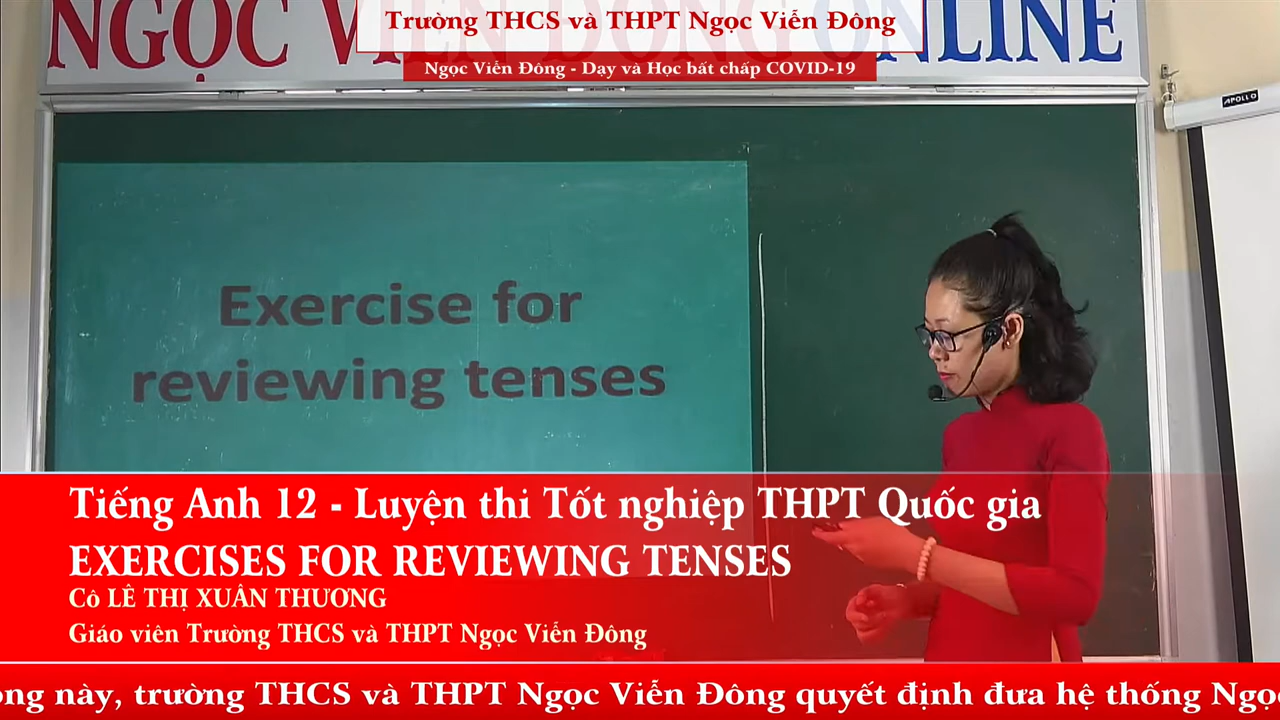 NGỌC VIỄN ĐÔNG ONLINE
Trường THCS và THPT Ngọc Viễn Đông
Ngọc Viễn Đông - Dạy và Học bất chấp COVID-19
APOLLO
Exercise for
reviewing tenses
Tiếng Anh 12 - Luyện thi Tốt nghiệp THPT Quốc gia
EXERCISES FOR REVIEWING TENSES
Cô LÊ THỊ XUÂN THƯƠNG
Giáo viên Trường THCS và THPT Ngọc Viễn Đông
này, trường THCS và THPT Ngọc Viễn Đông quyết định đưa hệ thống